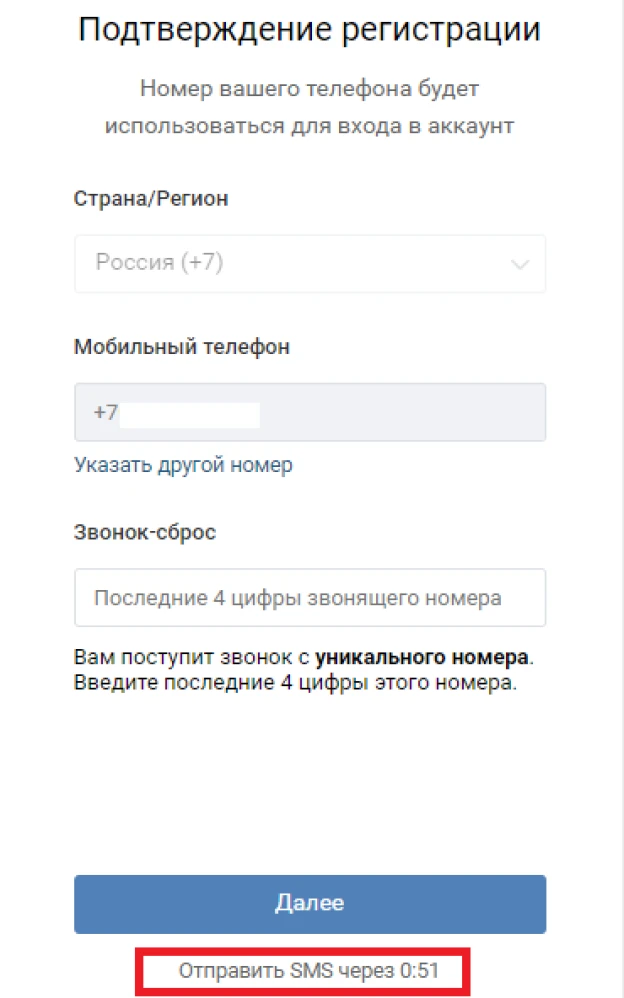 Подтверждение регистрации
Номер вашего телефона будет
использоваться для входа в аккаунт
Страна/Регион
Россия (+7)
Мобильный телефон
+7
Указать другой номер
Звонок-сброс
Последние 4 цифры звонящего номера
Вам поступит звонок с уникального номера.
Введите последние 4 цифры этого номера.
Далее
Отправить SMS через 0:51